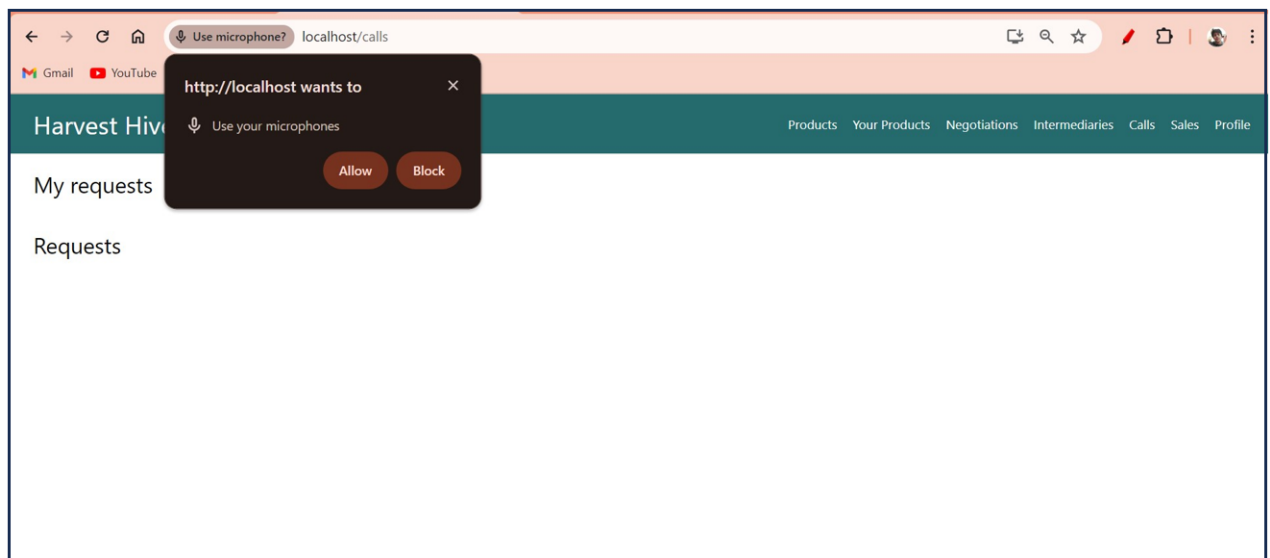 Use microphone? localhost/calls
Gmail YouTube
http://localhost wants to
Use your microphones
Allow Block
Harvest Hive Products Your Products Negotiations Intermediaries Calls Sales Profile
My requests
Requests